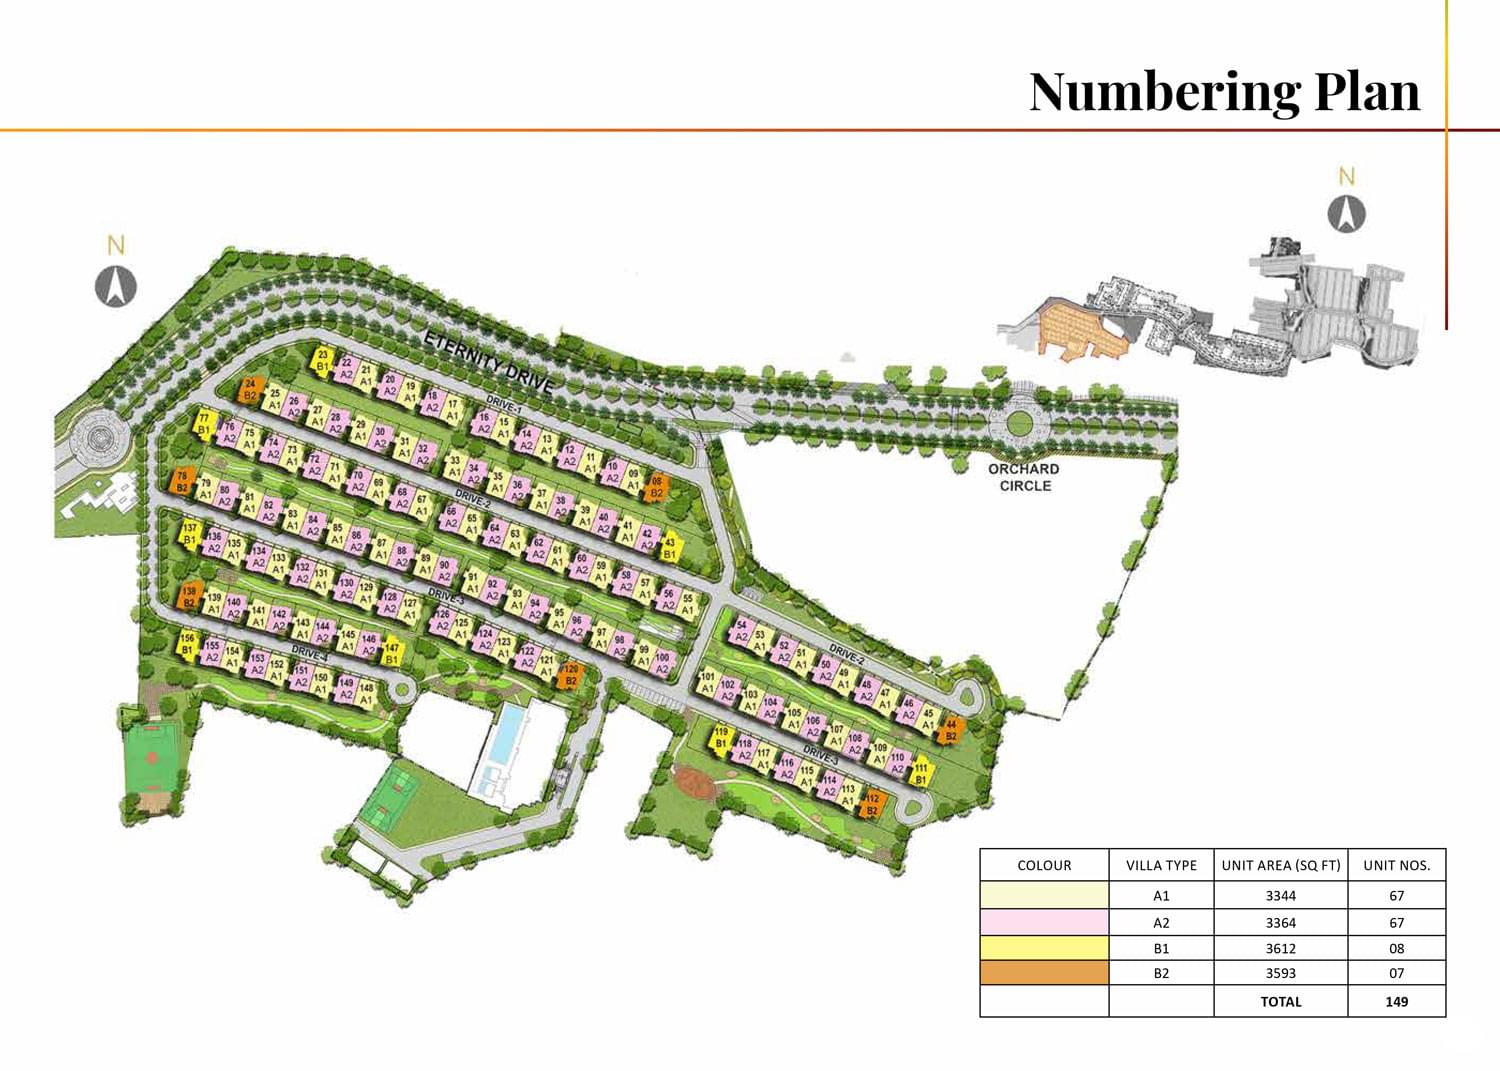 Numbering Plan
N
N
ETERNITY DRIVE
ORCHARD
CIRCLE
23 B1
22 A2
21 A1
20 A2
19 A1
18 A2
17 A1
DRIVE-1
16 A2
15 A1
14 A2
13 A1
12 A2
11 A1
10 A2
09 A1
08 B2
24 B2
25 A1
26 A2
27 A1
28 A2
29 A1
30 A2
31 A1
32 A2
33 A1
34 A2
35 A1
36 A2
37 A1
38 A2
39 A1
40 A2
41 A1
42 A2
43 B1
77 B1
76 A2
75 A1
74 A2
73 A1
72 A2
71 A1
70 A2
69 A1
68 A2
67 A1
DRIVE-2
66 A2
65 A1
64 A2
63 A1
62 A2
61 A1
60 A2
59 A1
58 A2
57 A1
56 A2
55 A1
54 A2
53 A1
52 A2
51 A1
50 A2
49 A1
DRIVE-2
48 A2
47 A1
46 A2
45 A1
44 B2
78 B2
79 A1
80 A2
81 A1
82 A2
83 A1
84 A2
85 A1
86 A2
87 A1
88 A2
89 A1
90 A2
91 A1
92 A2
93 A1
94 A2
95 A1
96 A2
97 A1
98 A2
99 A1
100 A2
101 A1
102 A2
103 A1
104 A2
105 A1
106 A2
107 A1
108 A2
109 A1
110 A2
111 B1
137 B1
136 A2
135 A1
134 A2
133 A1
132 A2
131 A1
130 A2
129 A1
128 A2
127 A1
DRIVE-3
126 A2
125 A1
124 A2
123 A1
122 A2
121 A1
120 B2
119 B1
118 A2
117 A1
116 A2
115 A1
DRIVE-3
114 A2
113 A1
112 B2
138 B2
139 A1
140 A2
141 A1
142 A2
143 A1
144 A2
145 A1
146 A2
147 B1
156 B1
155 A2
154 A1
153 A2
152 A1
DRIVE-4
151 A2
150 A1
149 A2
148 A1
COLOUR VILLA TYPE UNIT AREA (SQ FT) UNIT NOS.
A1 3344 67
A2 3364 67
B1 3612 08
B2 3593 07
TOTAL 149